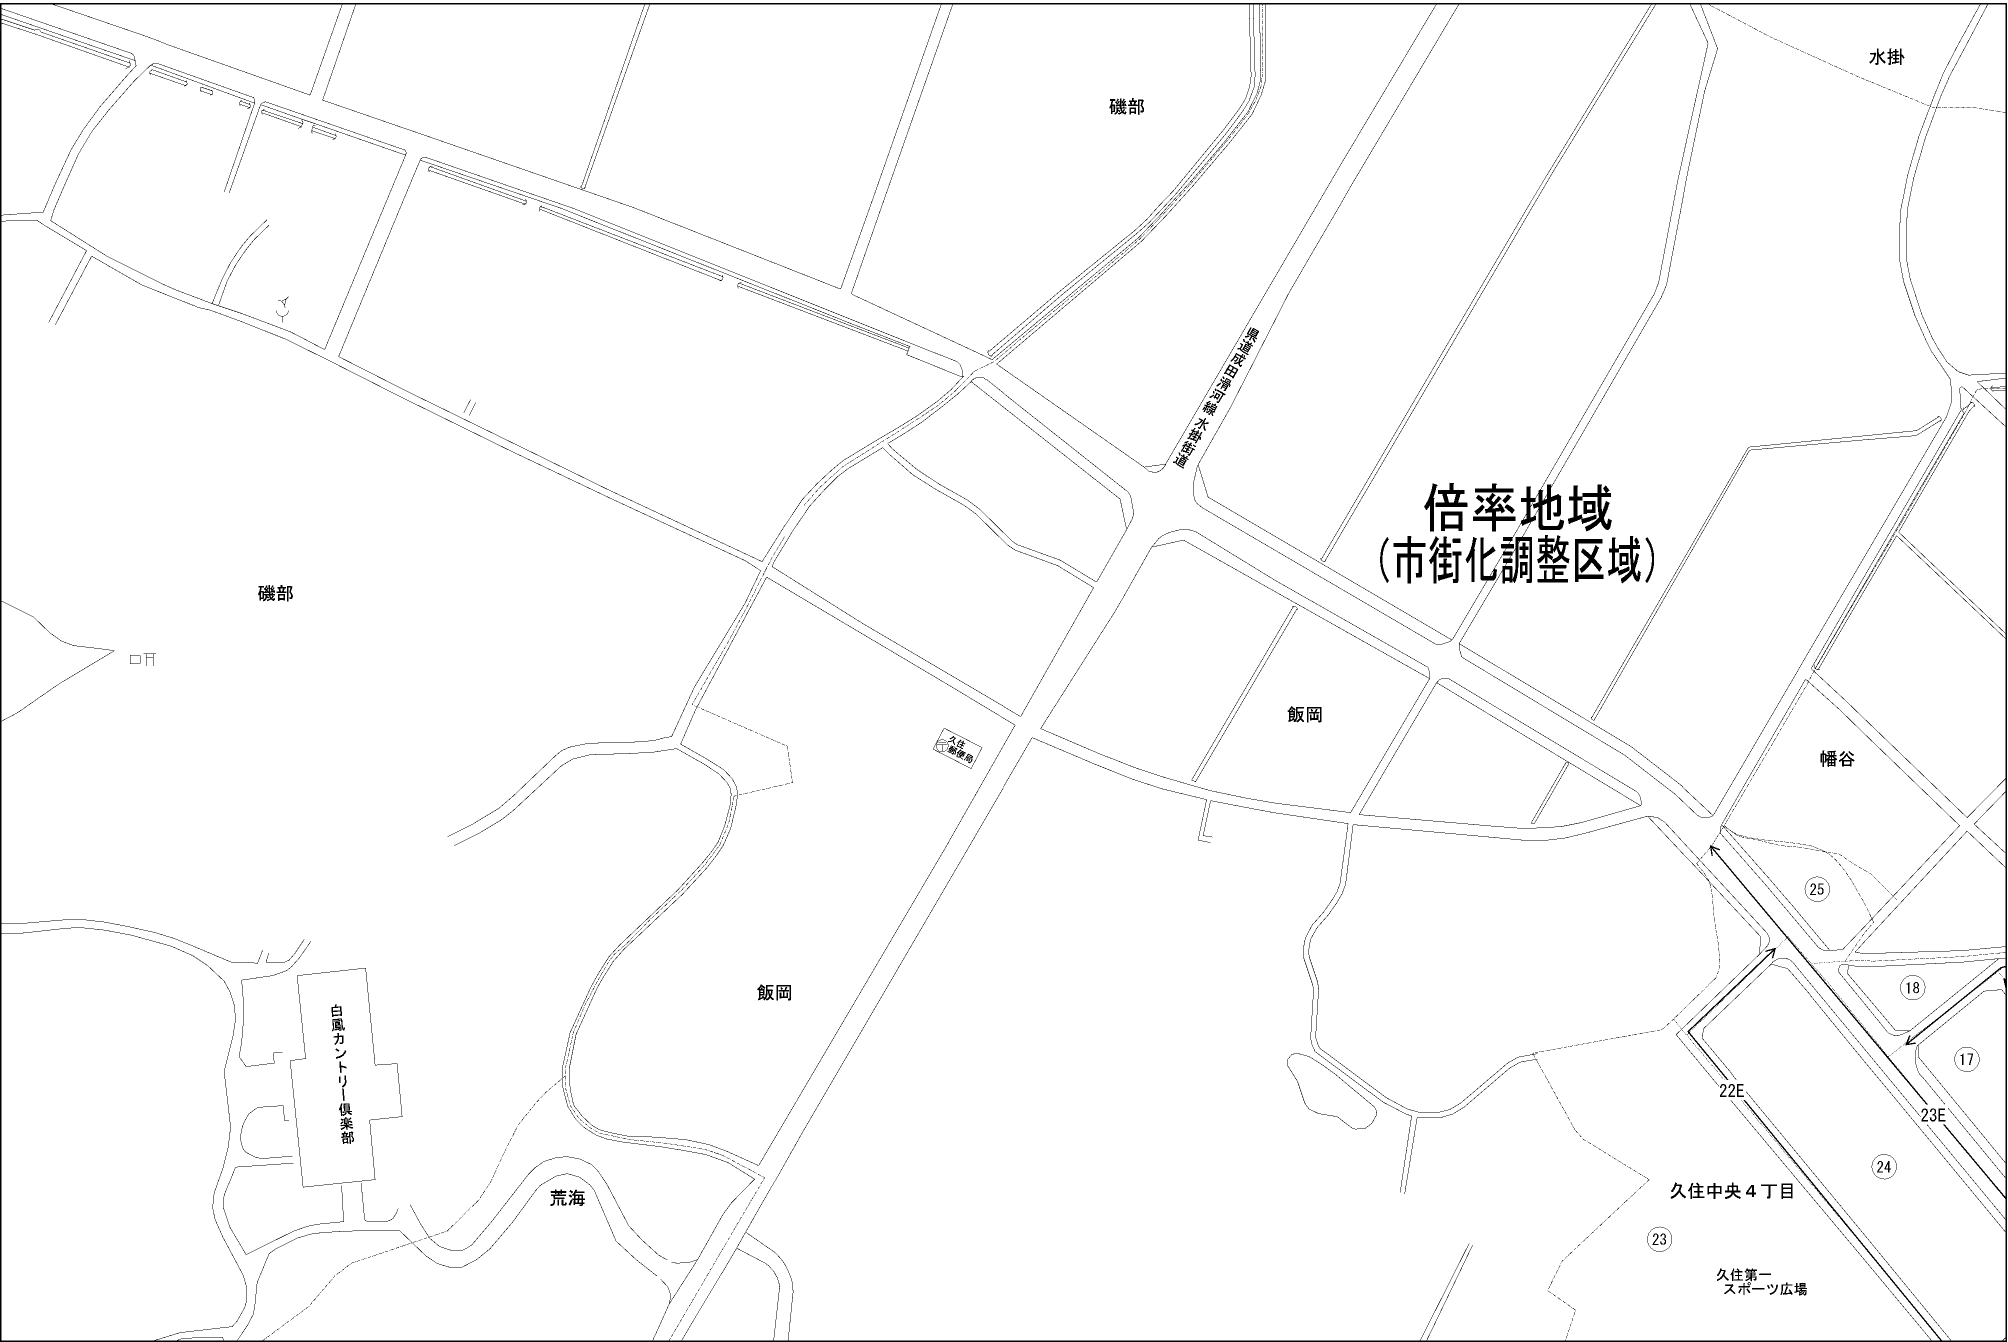 水掛
磯部
県道成田滑河線 水掛街道
倍率地域
(市街化調整区域)
磯部
飯岡
久住
郵便局
幡谷
25
18
17
飯岡
白鳳カントリー倶楽部
22E
23E
24
荒海
久住中央4丁目
23
久住第一
スポーツ広場